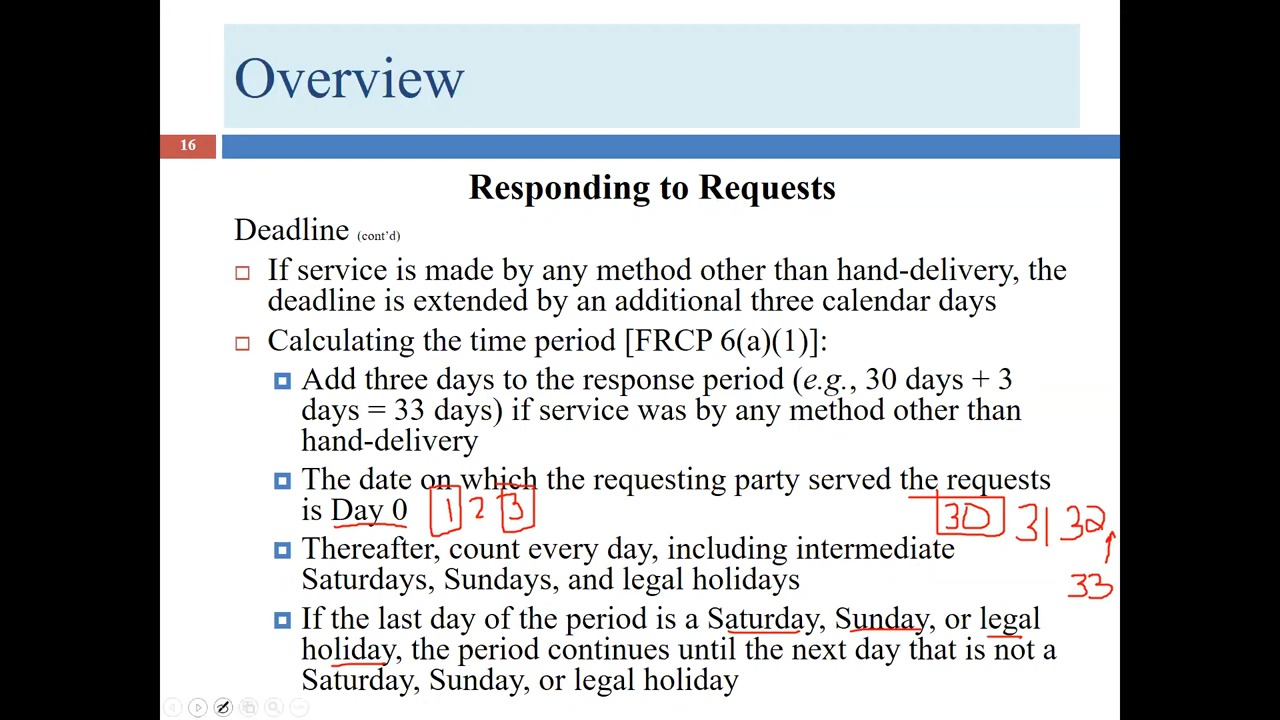 Overview
16
Responding to Requests
Deadline (cont'd)
If service is made by any method other than hand-delivery, the
deadline is extended by an additional three calendar days
Calculating the time period [FRCP 6(a)(1)]:
Add three days to the response period (e.g., 30 days + 3
days = 33 days) if service was by any method other than
hand-delivery
The date on which the requesting party served the requests
is Day 0 1 2 3 30 31 32
Thereafter, count every day, including intermediate
Saturdays, Sundays, and legal holidays 33
If the last day of the period is a Saturday, Sunday, or legal
holiday, the period continues until the next day that is not a
Saturday, Sunday, or legal holiday